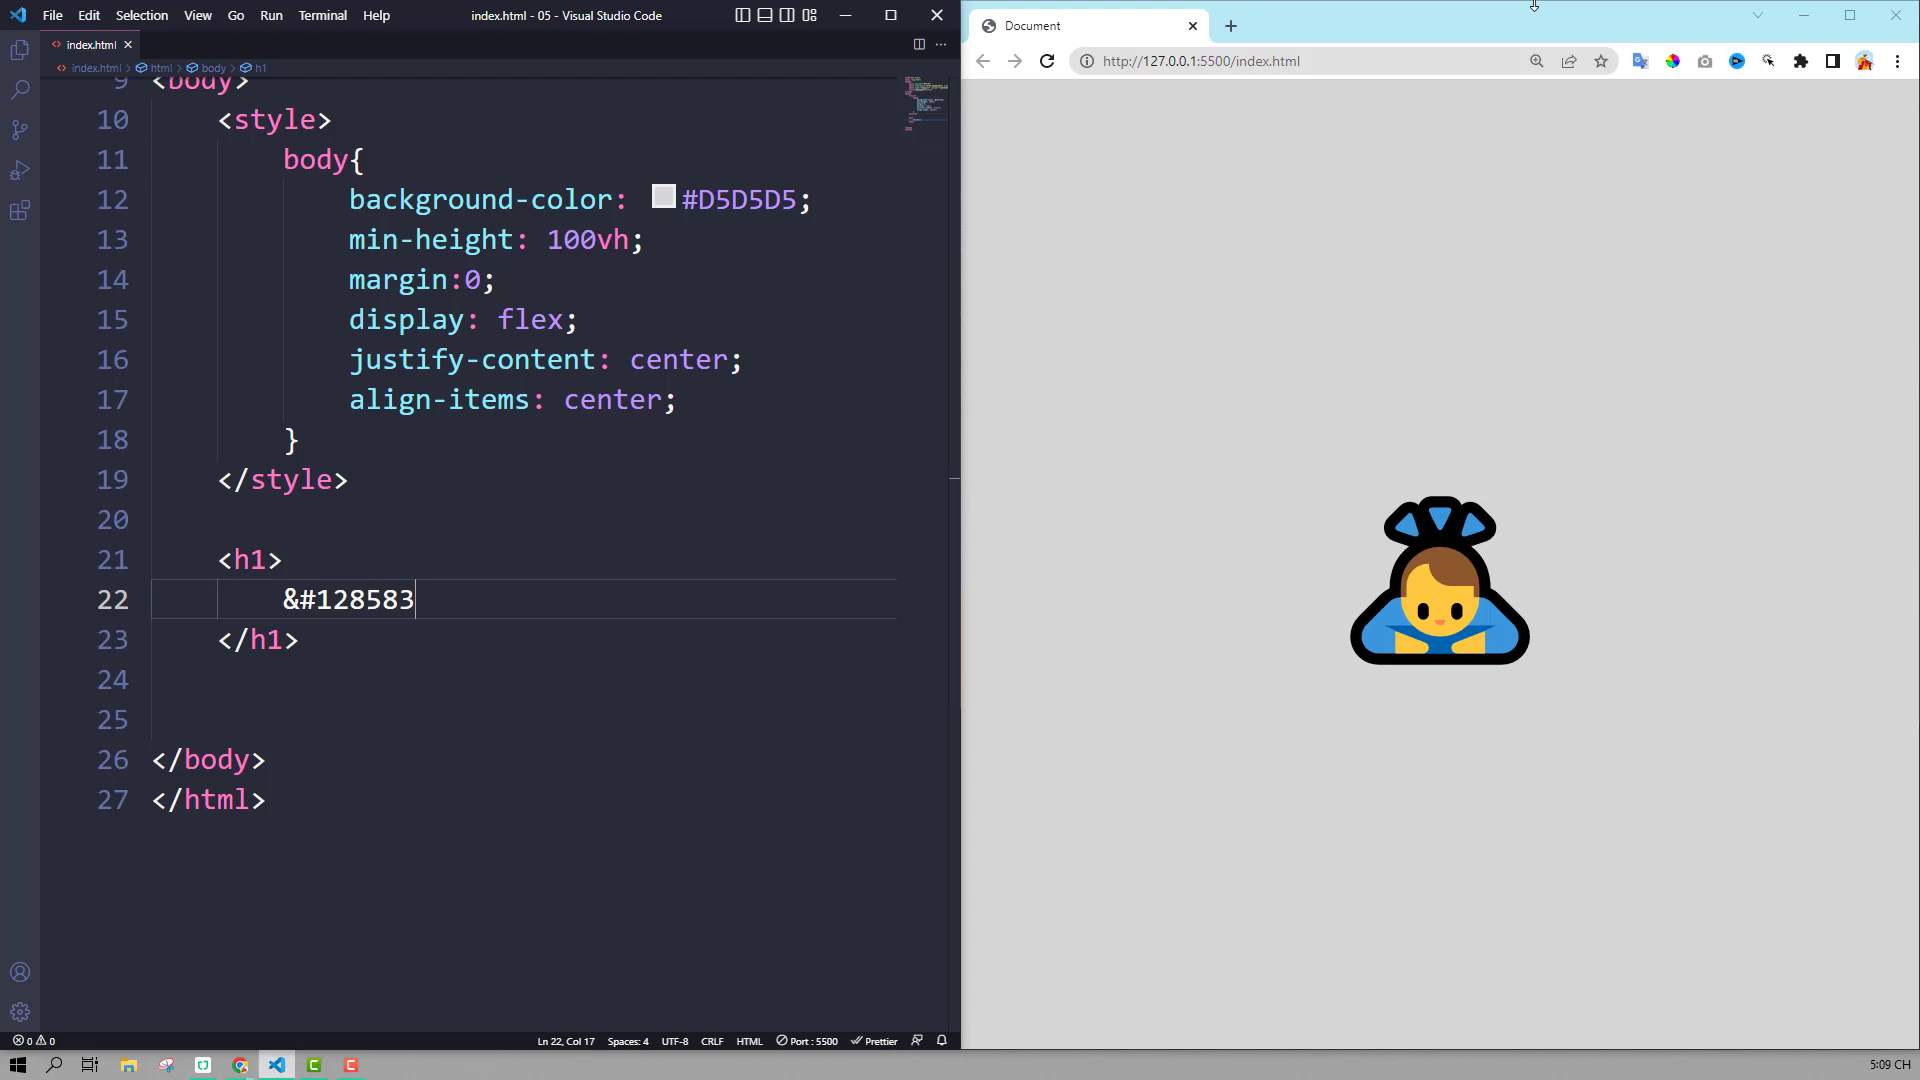 File Edit Selection View Go Run Terminal Help
index.html - 05 - Visual Studio Code
index.html
index.html > html > body > h1
9 <body>
10 <style>
11 body{
12 background-color: #D5D5D5;
13 min-height: 100vh;
14 margin:0;
15 display: flex;
16 justify-content: center;
17 align-items: center;
18 }
19 </style>
20
21 <h1>
22 &#128583
23 </h1>
24
25
26 </body>
27 </html>
0 0
Ln 22, Col 17 Spaces: 4 UTF-8 CRLF HTML Port : 5500 Prettier
Document
http://127.0.0.1:5500/index.html
5:09 CH